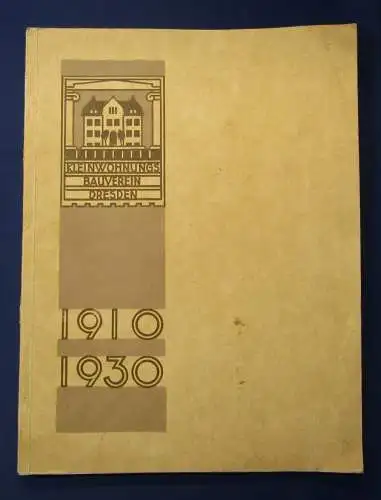 KLEINWOHNUNGS
BAUVEREIN
DRESDEN
1910
1930